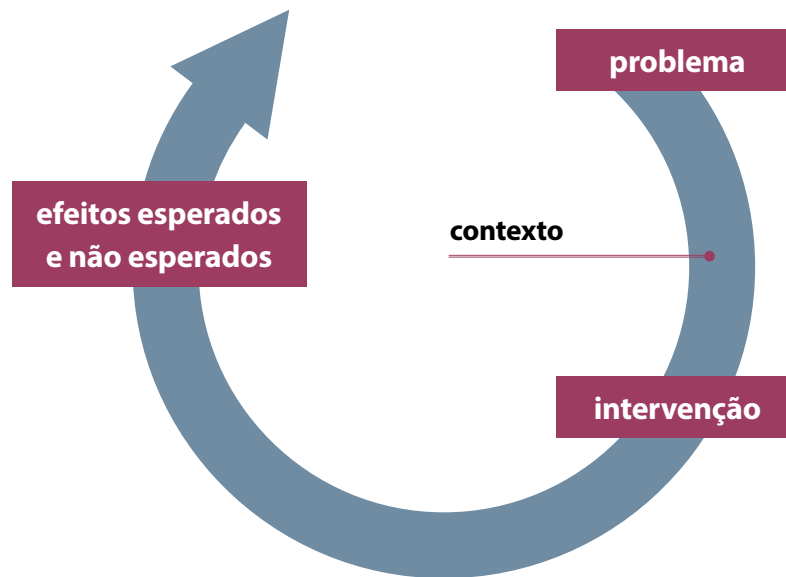 problema
efeitos esperados
e não esperados
contexto
intervenção